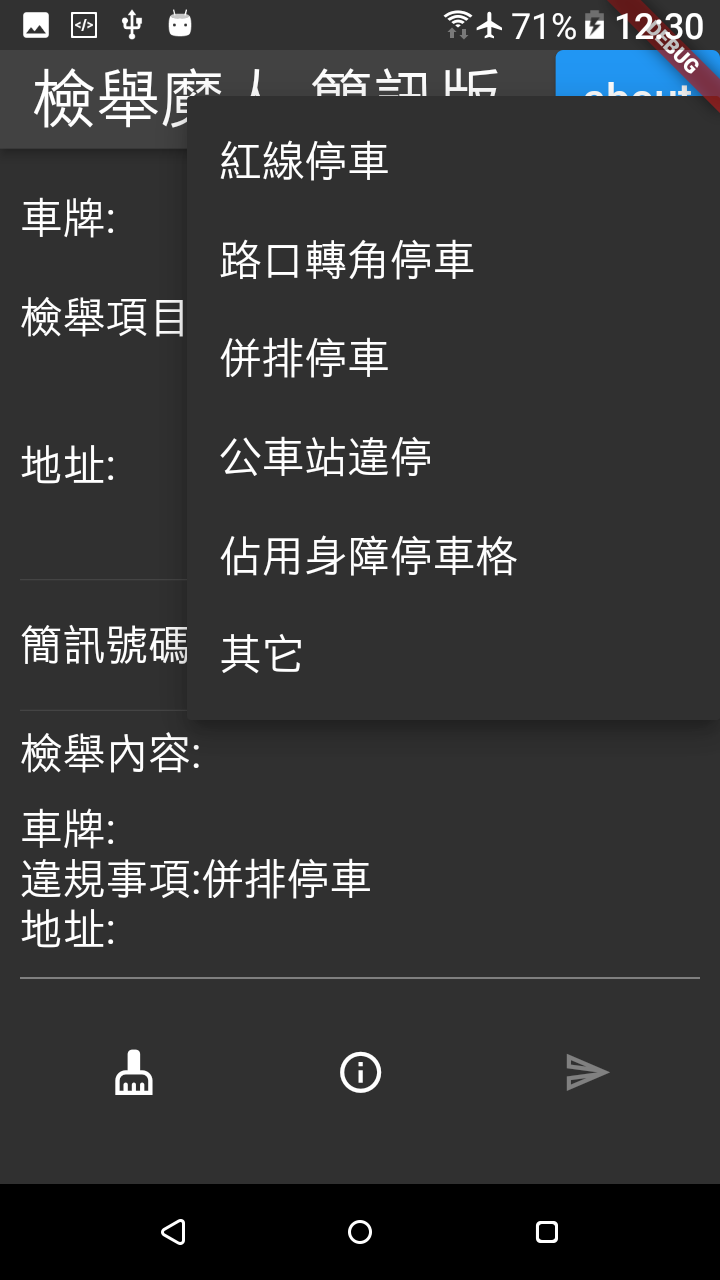 71% 12:30
DEBUG
檢舉魔人 簡訊版
about
紅線停車
車牌:
路口轉角停車
檢舉項目
併排停車
地址:
公車站違停
佔用身障停車格
簡訊號碼
其它
檢舉內容:
車牌:
違規事項:併排停車
地址: